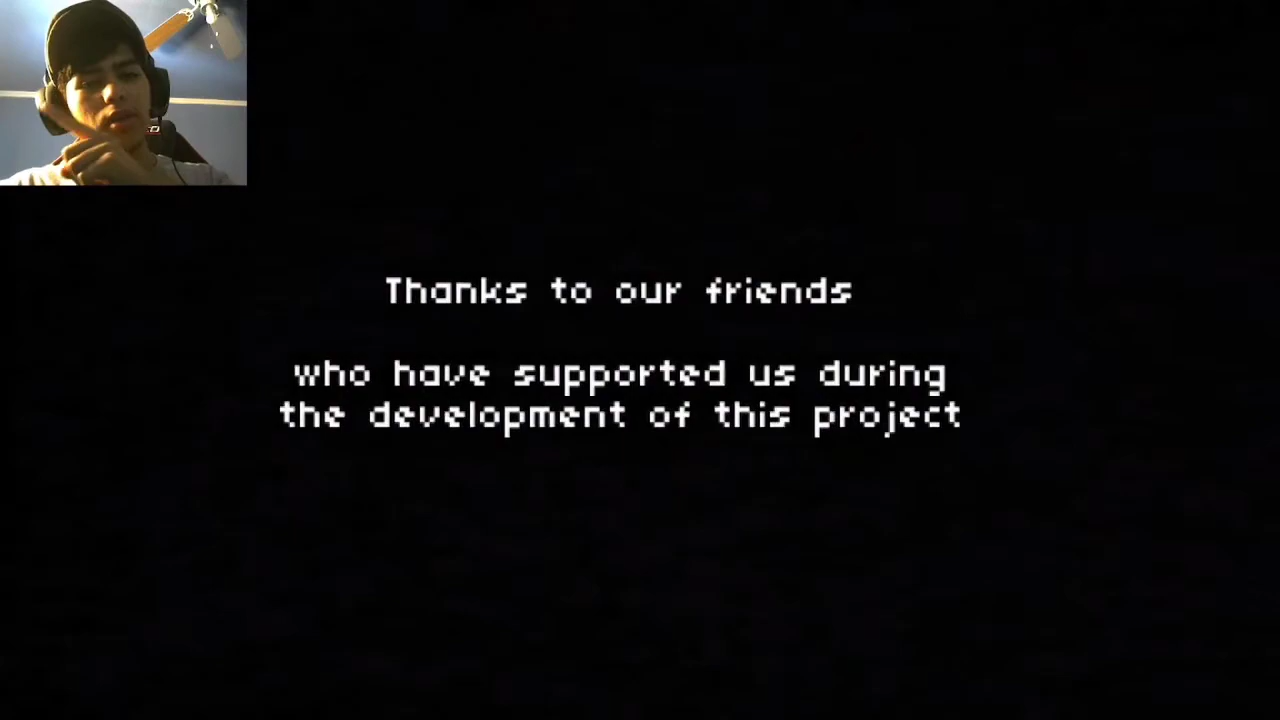 Thanks to our friends
who have supported us during
the development of this project